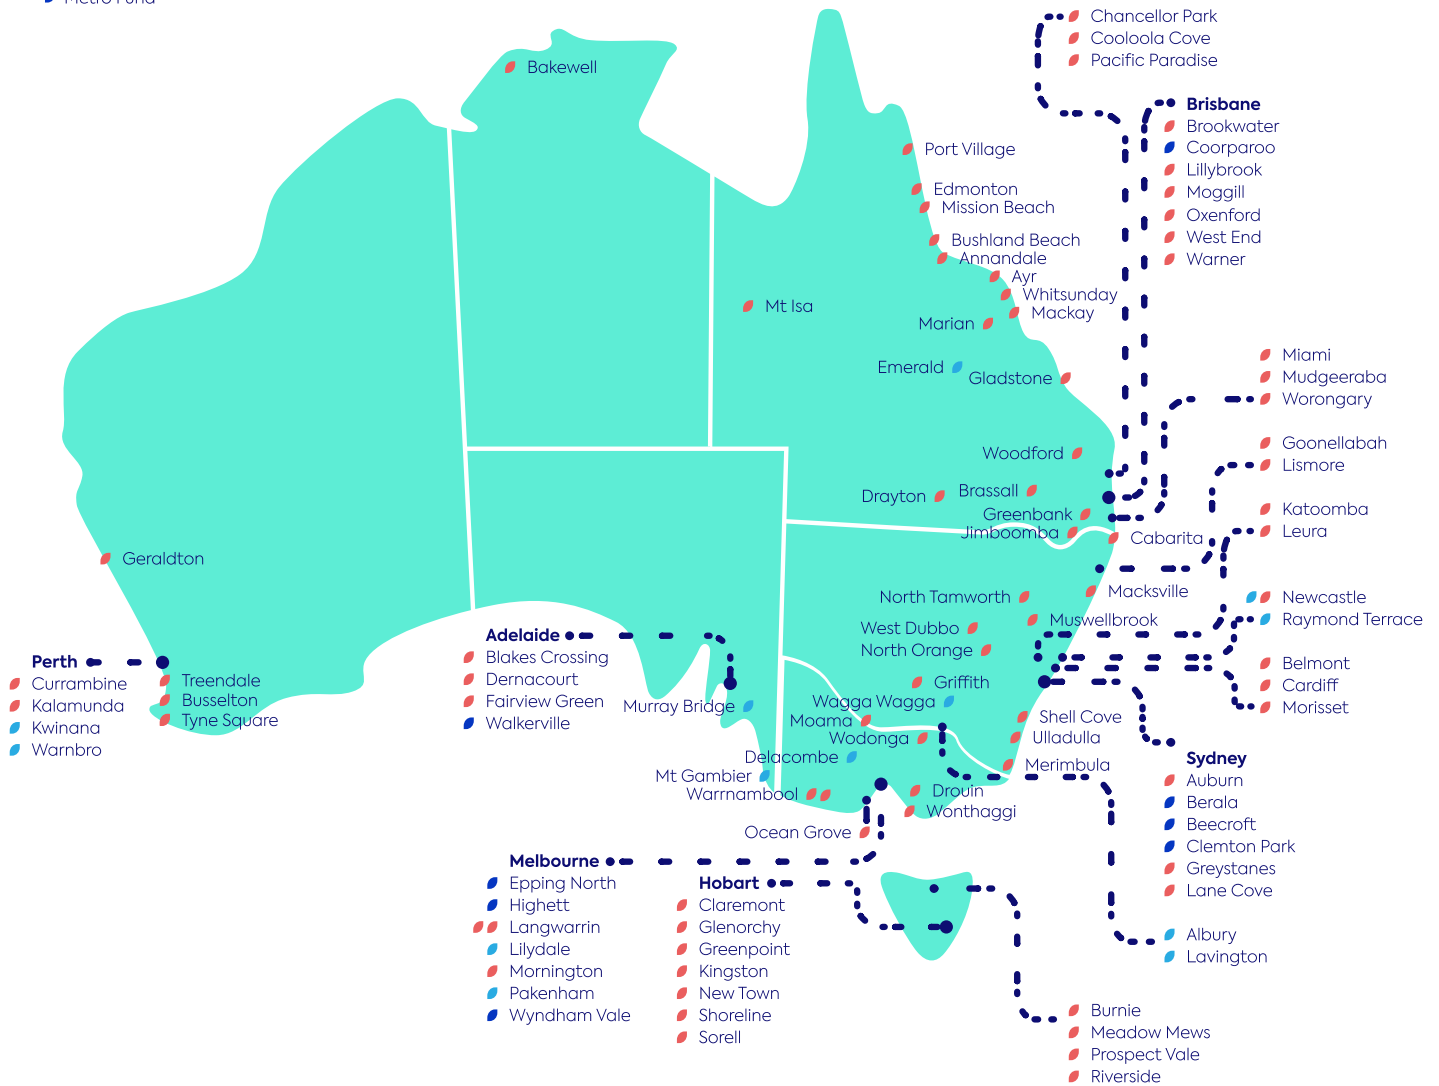 Metro Fund
Chancellor Park
Cooloola Cove
Pacific Paradise
Bakewell
Brisbane
Brookwater
Coorparoo
Lillybrook
Moggill
Oxenford
West End
Warner
Port Village
Edmonton
Mission Beach
Bushland Beach
Annandale
Ayr
Whitsunday
Mackay
Marian
Mt Isa
Emerald
Gladstone
Miami
Mudgeeraba
Worongary
Goonellabah
Lismore
Katoomba
Leura
Woodford
Drayton
Brassall
Greenbank
Jimboomba
Cabarita
Geraldton
Macksville
North Tamworth
Muswellbrook
West Dubbo
North Orange
Newcastle
Raymond Terrace
Belmont
Cardiff
Morisset
Perth
Currambine
Kalamunda
Kwinana
Warnbro
Treendale
Busselton
Tyne Square
Adelaide
Blakes Crossing
Dernacourt
Fairview Green
Walkerville
Murray Bridge
Griffith
Wagga Wagga
Moama
Wodonga
Shell Cove
Ulladulla
Merimbula
Delacombe
Mt Gambier
Warrnambool
Drouin
Wonthaggi
Ocean Grove
Sydney
Auburn
Berala
Beecroft
Clemton Park
Greystanes
Lane Cove
Albury
Lavington
Melbourne
Epping North
Highett
Langwarrin
Lilydale
Mornington
Pakenham
Wyndham Vale
Hobart
Claremont
Glenorchy
Greenpoint
Kingston
New Town
Shoreline
Sorell
Burnie
Meadow Mews
Prospect Vale
Riverside